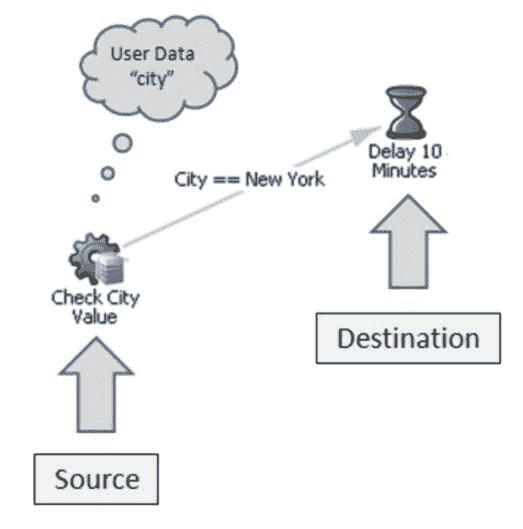 User Data
“city”
Delay 10
Minutes
City == New York
Check City
Value
Destination
Source